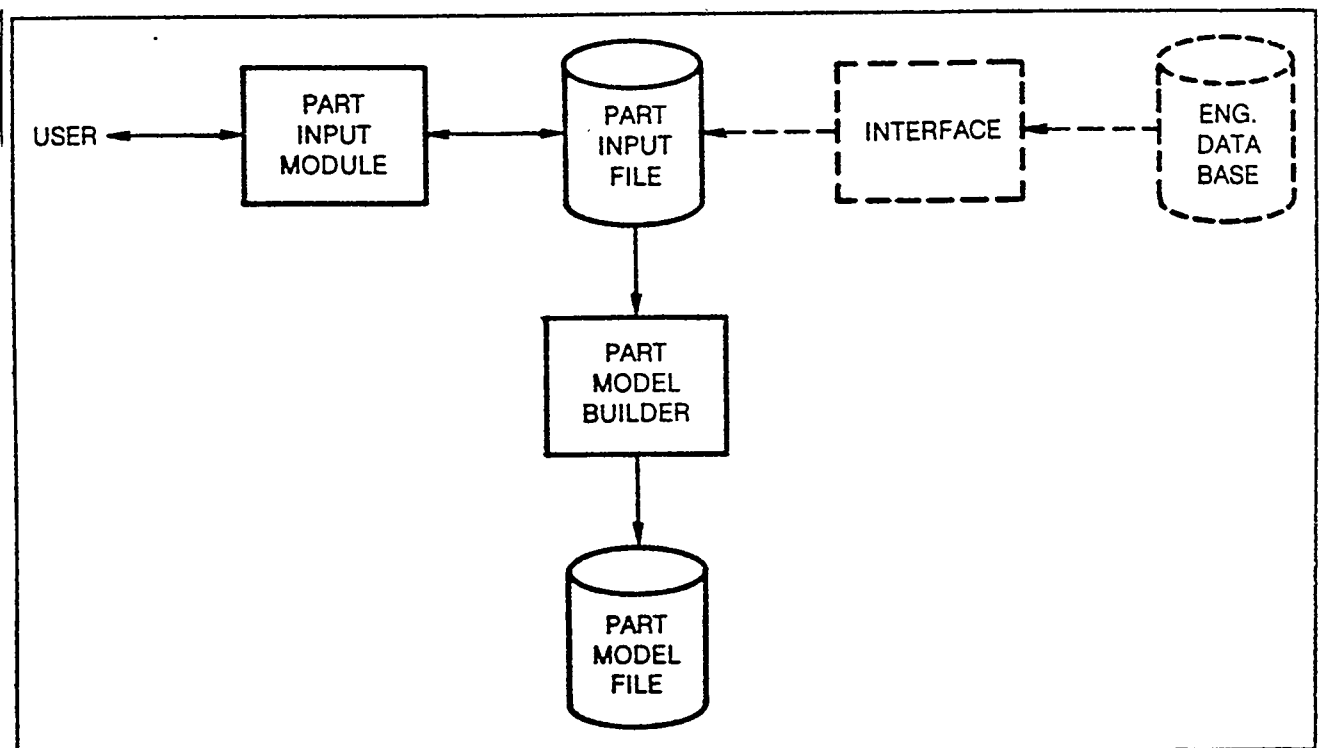 USER
PART
INPUT
MODULE
PART
INPUT
FILE
INTERFACE
ENG.
DATA
BASE
PART
MODEL
BUILDER
PART
MODEL
FILE